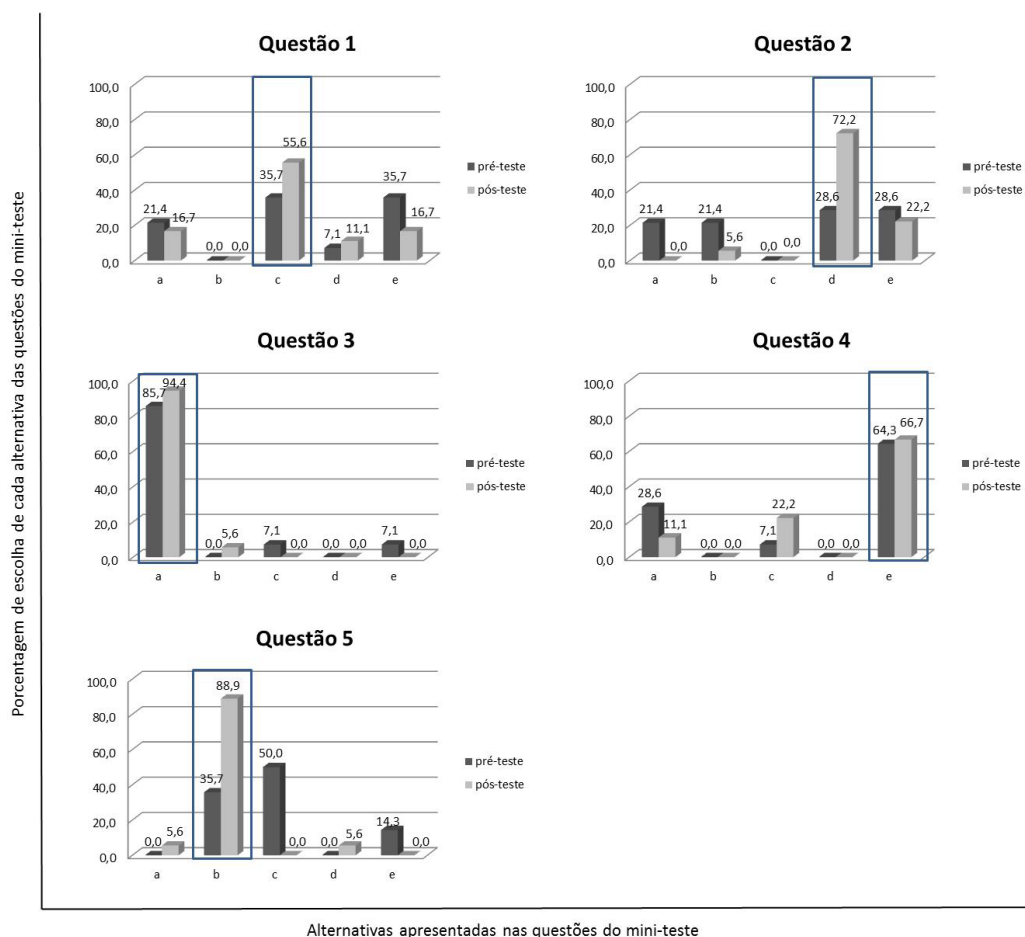 Porcentagem de escolha de cada alternativa das questões do mini-teste
Questão 1
100,0
80,0
60,0
40,0
20,0
0,0
21,4
16,7
0,0
0,0
35,7
55,6
7,1
11,1
35,7
16,7
a
b
c
d
e
pré-teste
pós-teste
Questão 2
100,0
80,0
60,0
40,0
20,0
0,0
21,4
0,0
21,4
5,6
0,0
0,0
28,6
72,2
28,6
22,2
a
b
c
d
e
pré-teste
pós-teste
Questão 3
100,0
80,0
60,0
40,0
20,0
0,0
85,7
94,4
0,0
5,6
7,1
0,0
0,0
0,0
7,1
0,0
a
b
c
d
e
pré-teste
pós-teste
Questão 4
100,0
80,0
60,0
40,0
20,0
0,0
28,6
11,1
0,0
0,0
7,1
22,2
0,0
0,0
64,3
66,7
a
b
c
d
e
pré-teste
pós-teste
Questão 5
100,0
80,0
60,0
40,0
20,0
0,0
0,0
5,6
35,7
88,9
50,0
0,0
0,0
5,6
14,3
0,0
a
b
c
d
e
pré-teste
pós-teste
Alternativas apresentadas nas questões do mini-teste